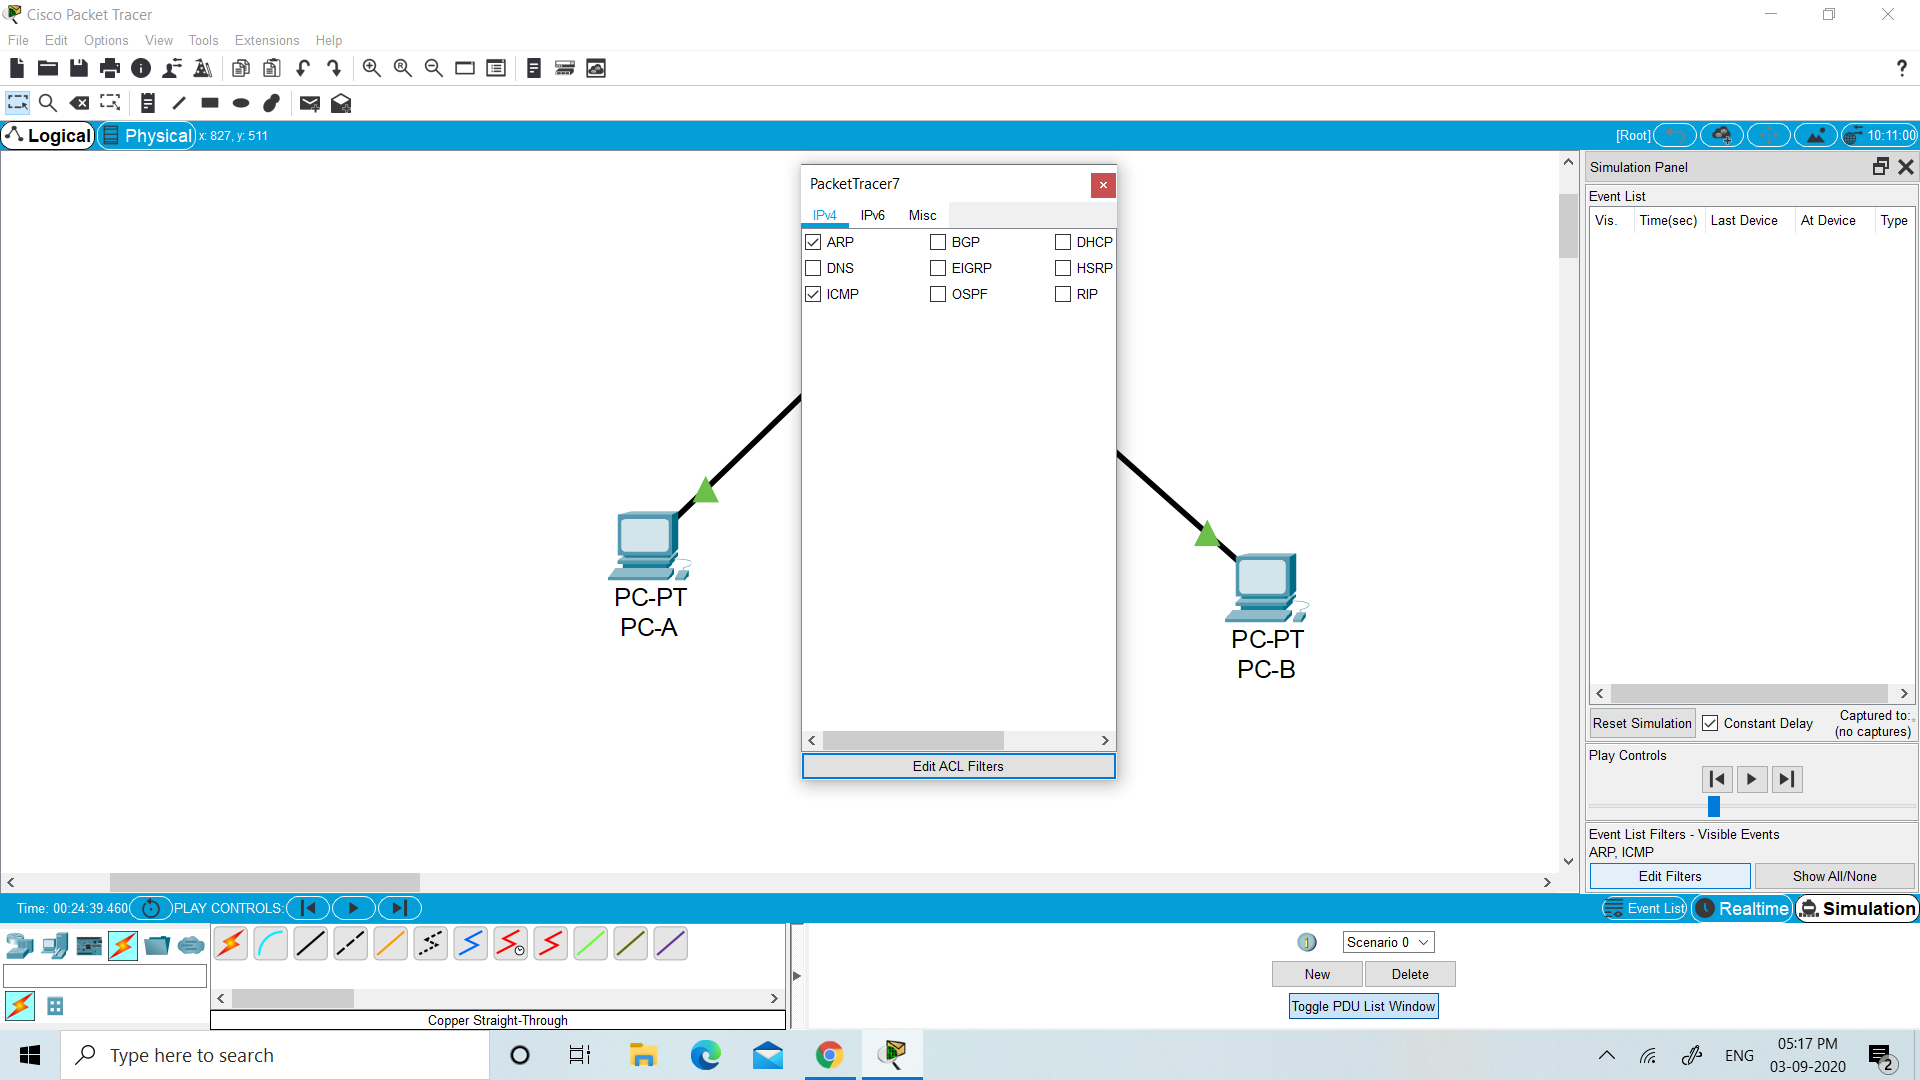 Cisco Packet Tracer
File Edit Options View Tools Extensions Help
?
Logical Physical x: 827, y: 511 [Root] 10:11:00
Simulation Panel
Event List
Vis. Time(sec) Last Device At Device Type
PacketTracer7
IPv4 IPv6 Misc
ARP BGP DHCP
DNS EIGRP HSRP
ICMP OSPF RIP
Edit ACL Filters
PC-PT
PC-A
PC-PT
PC-B
Reset Simulation Constant Delay Captured to:
(no captures)
Play Controls
Event List Filters - Visible Events
ARP, ICMP
Edit Filters Show All/None
Time: 00:24:39.460 PLAY CONTROLS: Event List Realtime Simulation
Scenario 0
New Delete
Toggle PDU List Window
Copper Straight-Through
Type here to search
ENG
05:17 PM
03-09-2020
2